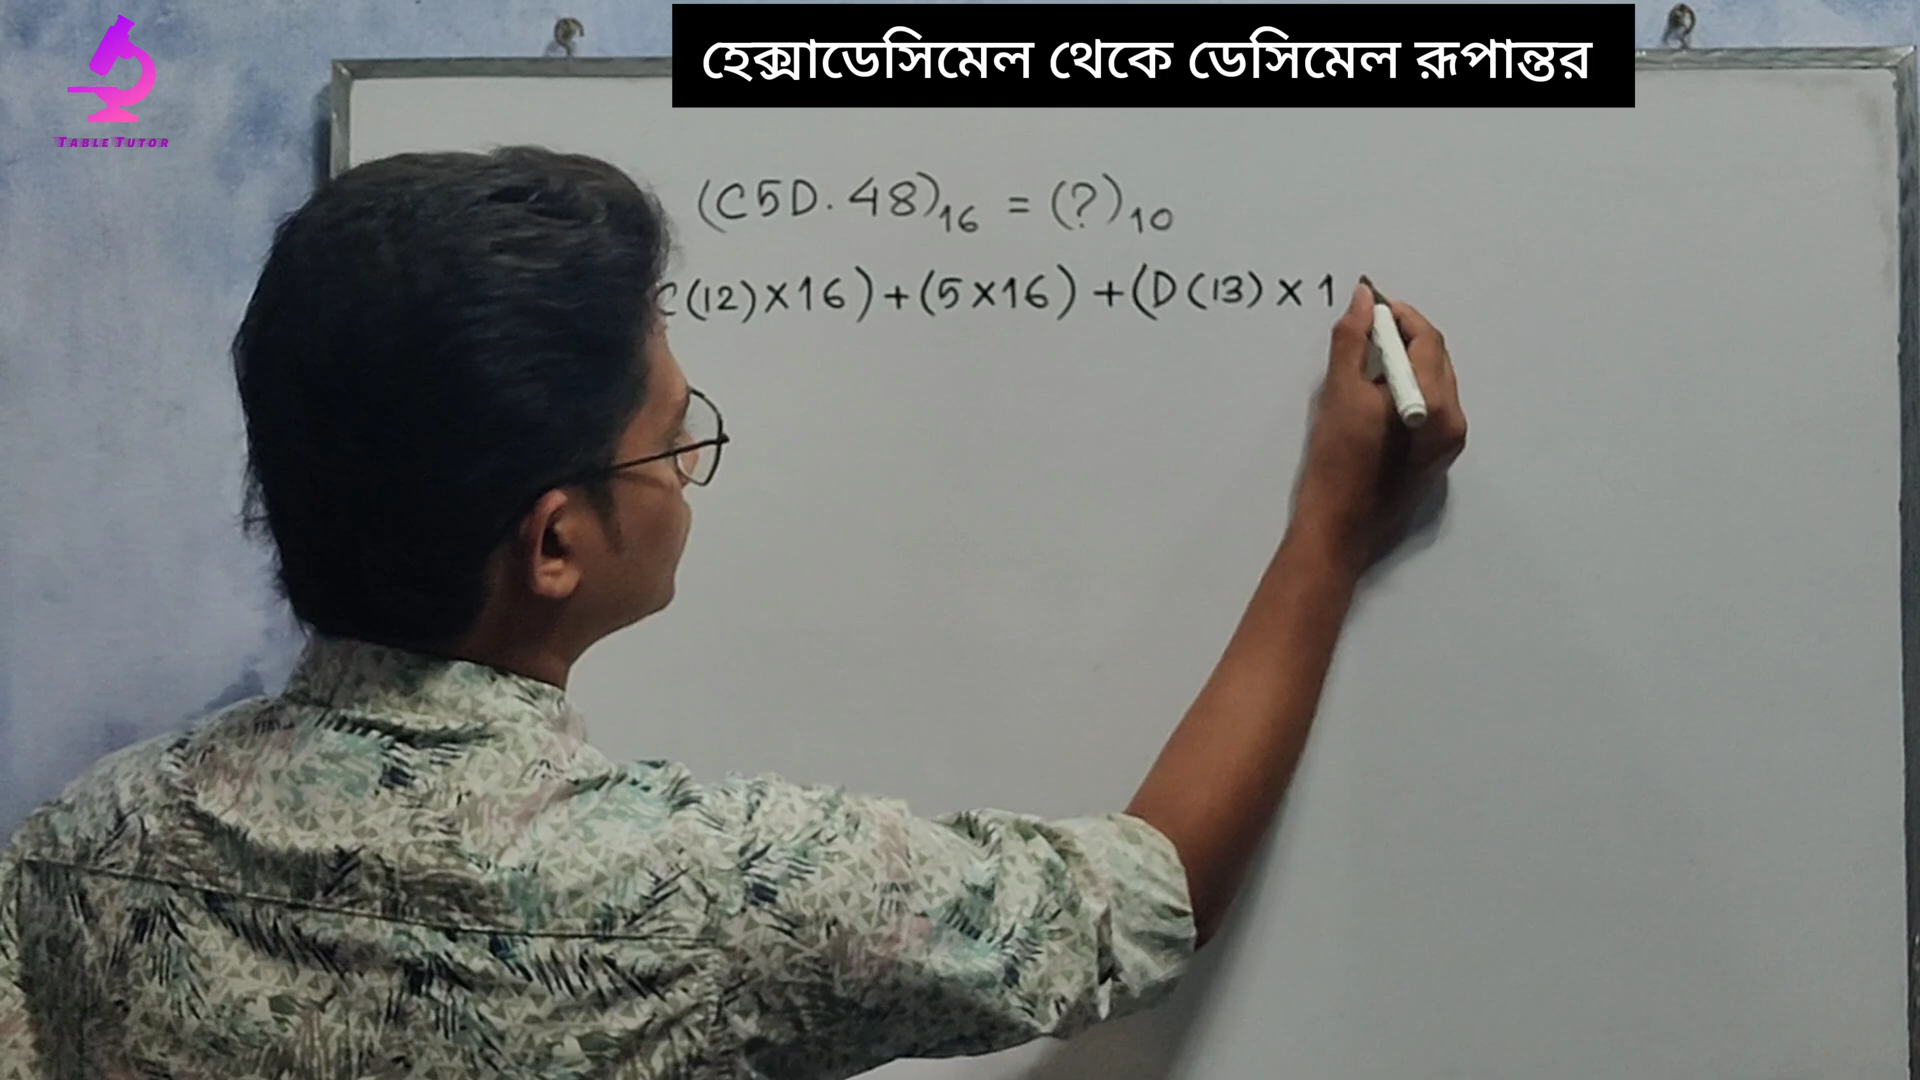 হেক্সাডেসিমেল থেকে ডেসিমেল রূপান্তর
TABLE TUTOR
(C5D.48)16 = (?)10
C(12)×16)+(5×16)+(D(13)×1